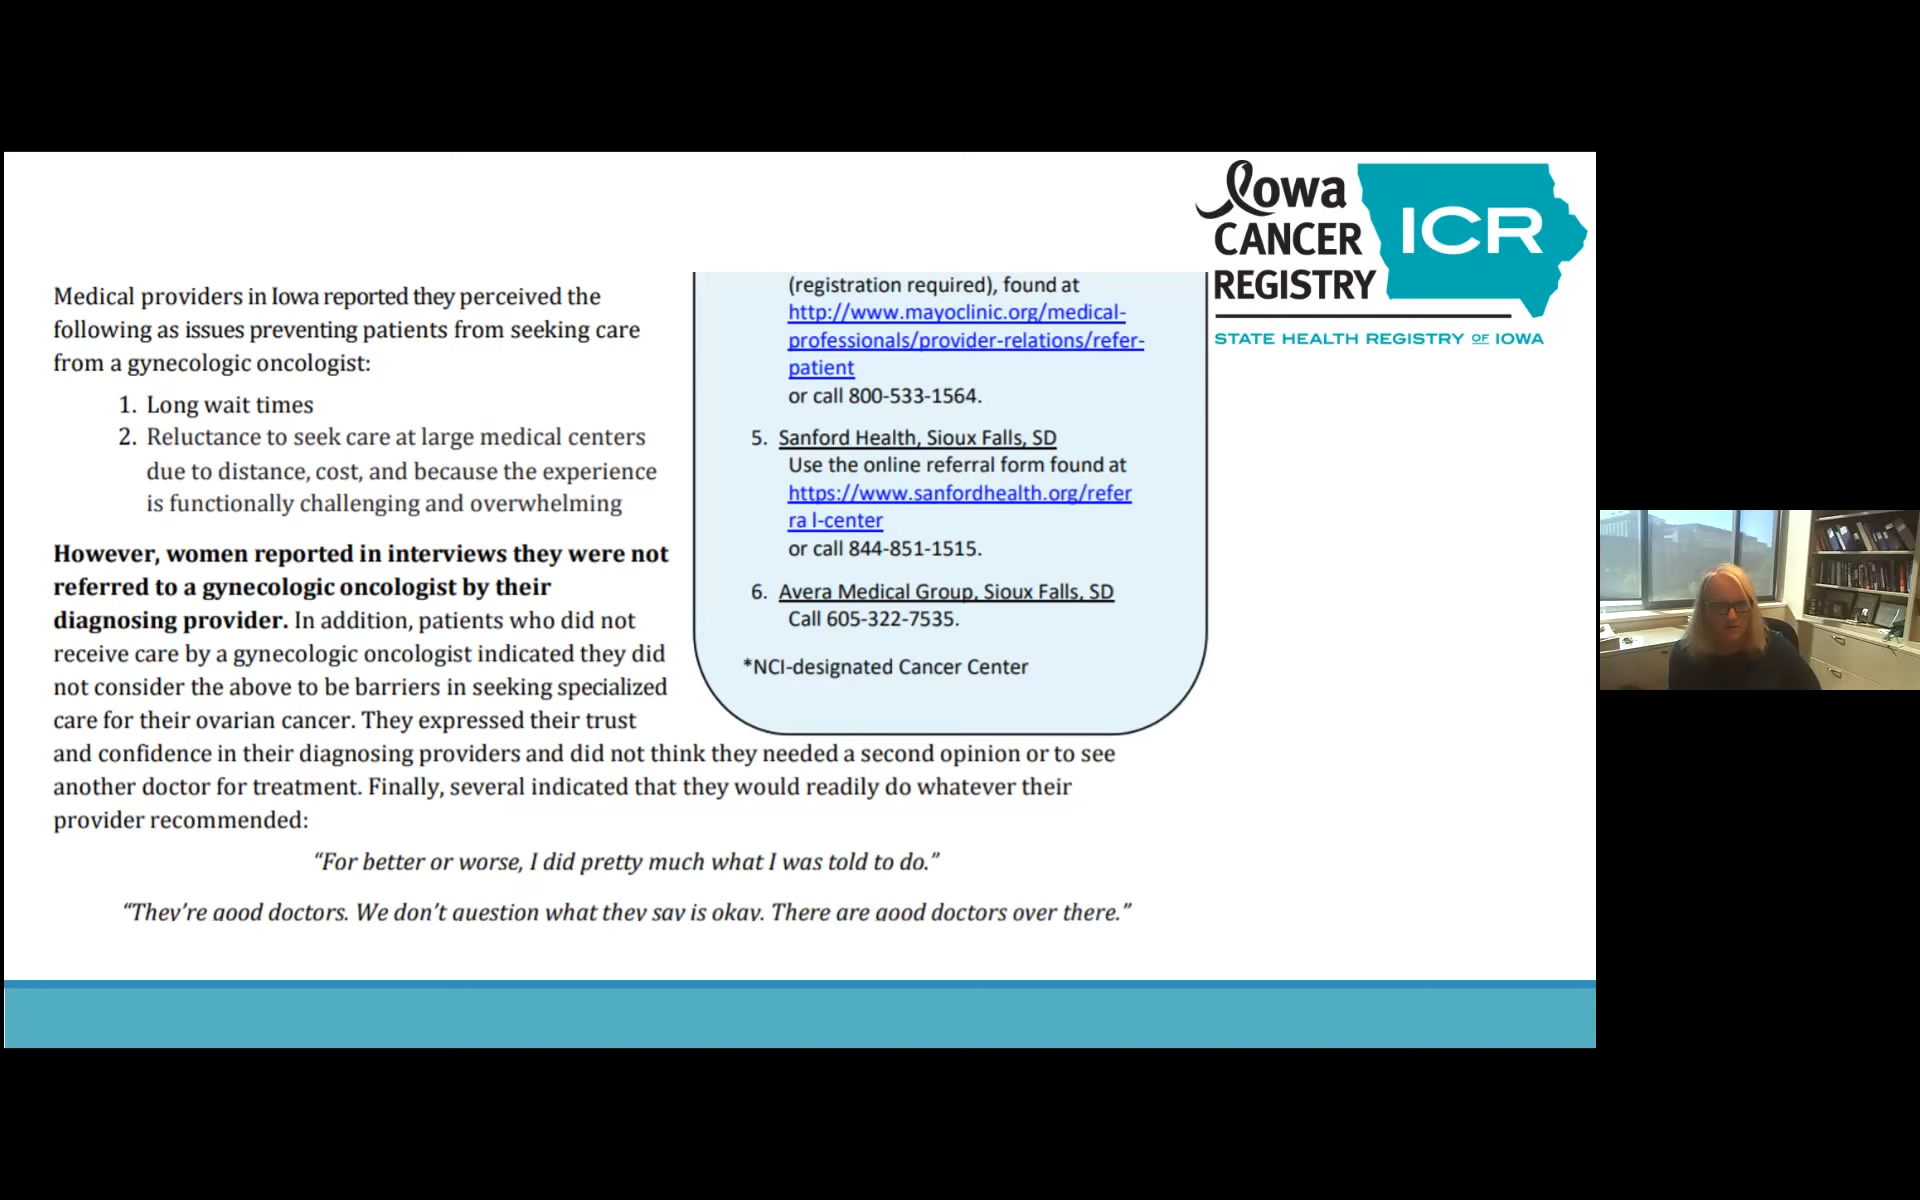 Iowa
CANCER
REGISTRY
ICR
STATE HEALTH REGISTRY OF IOWA
Medical providers in Iowa reported they perceived the
following as issues preventing patients from seeking care
from a gynecologic oncologist:
1. Long wait times
2. Reluctance to seek care at large medical centers
due to distance, cost, and because the experience
is functionally challenging and overwhelming
However, women reported in interviews they were not
referred to a gynecologic oncologist by their
diagnosing provider. In addition, patients who did not
receive care by a gynecologic oncologist indicated they did
not consider the above to be barriers in seeking specialized
care for their ovarian cancer. They expressed their trust
and confidence in their diagnosing providers and did not think they needed a second opinion or to see
another doctor for treatment. Finally, several indicated that they would readily do whatever their
provider recommended:
“For better or worse, I did pretty much what I was told to do.”
“They’re good doctors. We don’t question what they say is okay. There are good doctors over there.”
(registration required), found at
http://www.mayoclinic.org/medical-
professionals/provider-relations/refer-
patient
or call 800-533-1564.
5. Sanford Health, Sioux Falls, SD
Use the online referral form found at
https://www.sanfordhealth.org/refer
ra l-center
or call 844-851-1515.
6. Avera Medical Group, Sioux Falls, SD
Call 605-322-7535.
*NCI-designated Cancer Center